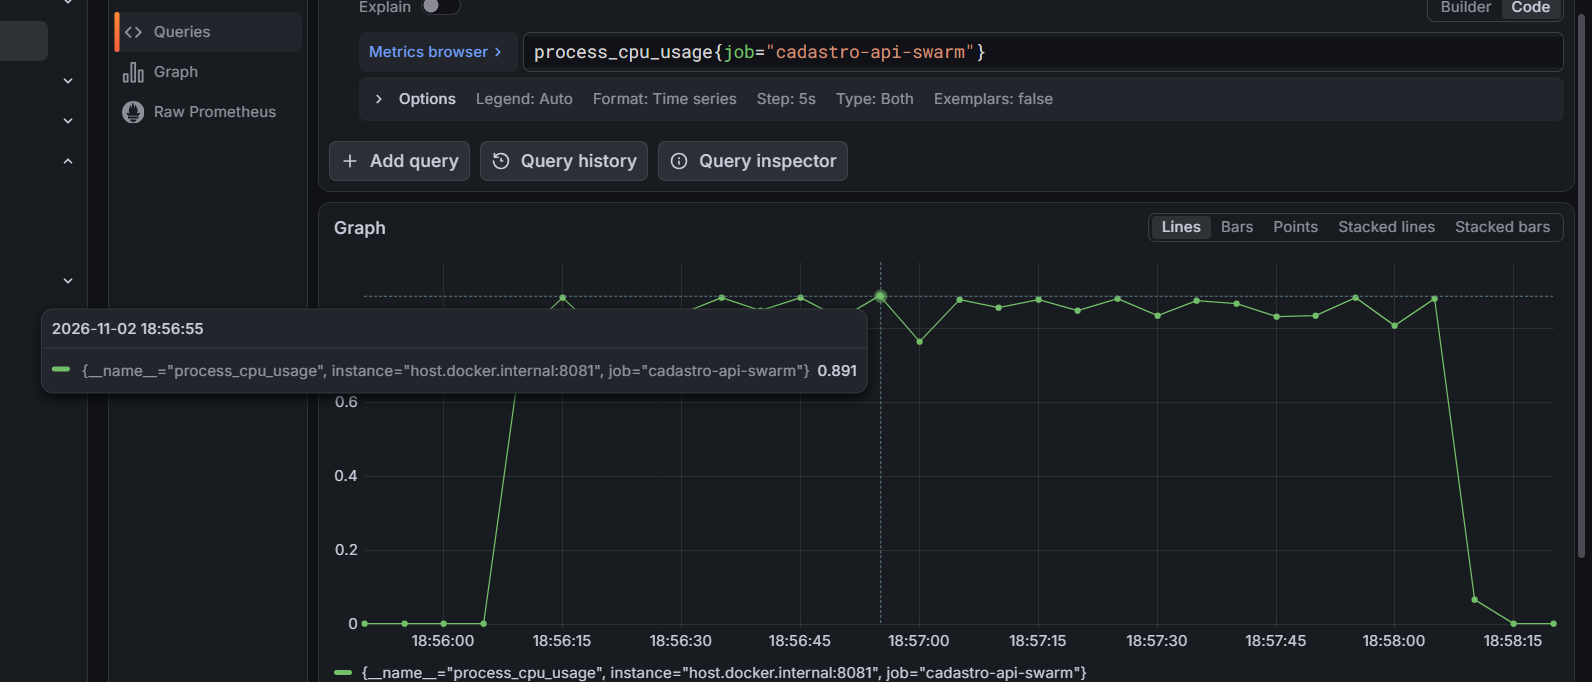 Explain
Builder
Code
Queries
Graph
Raw Prometheus
Metrics browser >
process_cpu_usage{job="cadastro-api-swarm"}
> Options Legend: Auto Format: Time series Step: 5s Type: Both Exemplars: false
+ Add query
Query history
Query inspector
Graph
Lines Bars Points Stacked lines Stacked bars
2026-11-02 18:56:55
{__name__="process_cpu_usage", instance="host.docker.internal:8081", job="cadastro-api-swarm"} 0.891
0.6
0.4
0.2
0
18:56:00 18:56:15 18:56:30 18:56:45 18:57:00 18:57:15 18:57:30 18:57:45 18:58:00 18:58:15
{__name__="process_cpu_usage", instance="host.docker.internal:8081", job="cadastro-api-swarm"}